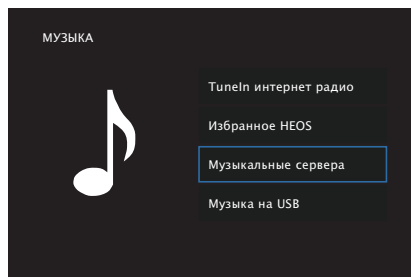 МУЗЫКА
TuneIn интернет радио
Избранное HEOS
Музыкальные сервера
Музыка на USB